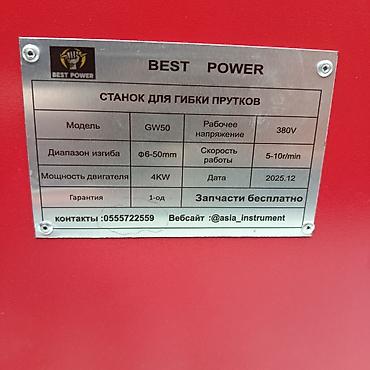 BEST POWER
BEST POWER
СТАНОК ДЛЯ ГИБКИ ПРУТКОВ
Модель GW50 Рабочее напряжение 380V
Диапазон изгиба Ф6-50mm Скорость работы 5-10r/min
Мощность двигателя 4KW Дата 2025.12
Гарантия 1-од Запчасти бесплатно
контакты :0555722559 Вебсайт :@asia_instrument